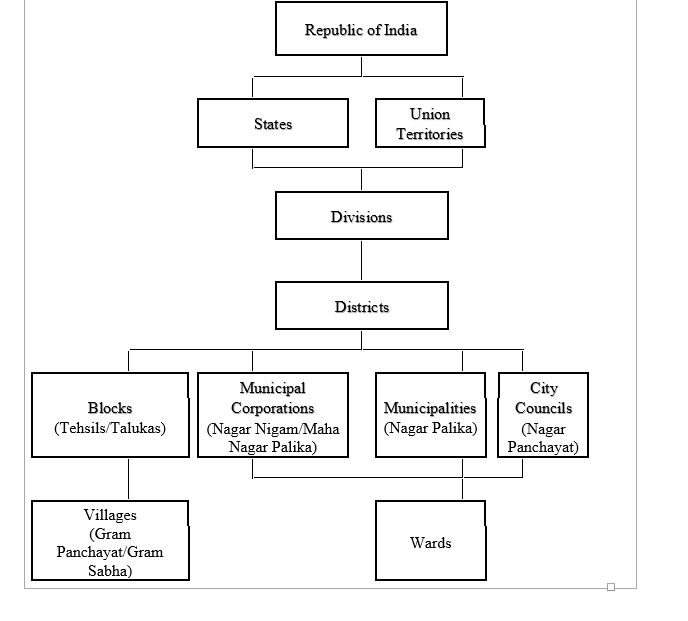 Republic of India
States
Union
Territories
Divisions
Districts
Blocks
(Tehsils/Talukas)
Municipal
Corporations
(Nagar Nigam/Maha
Nagar Palika)
Municipalities
(Nagar Palika)
City
Councils
(Nagar
Panchayat)
Villages
(Gram
Panchayat/Gram
Sabha)
Wards